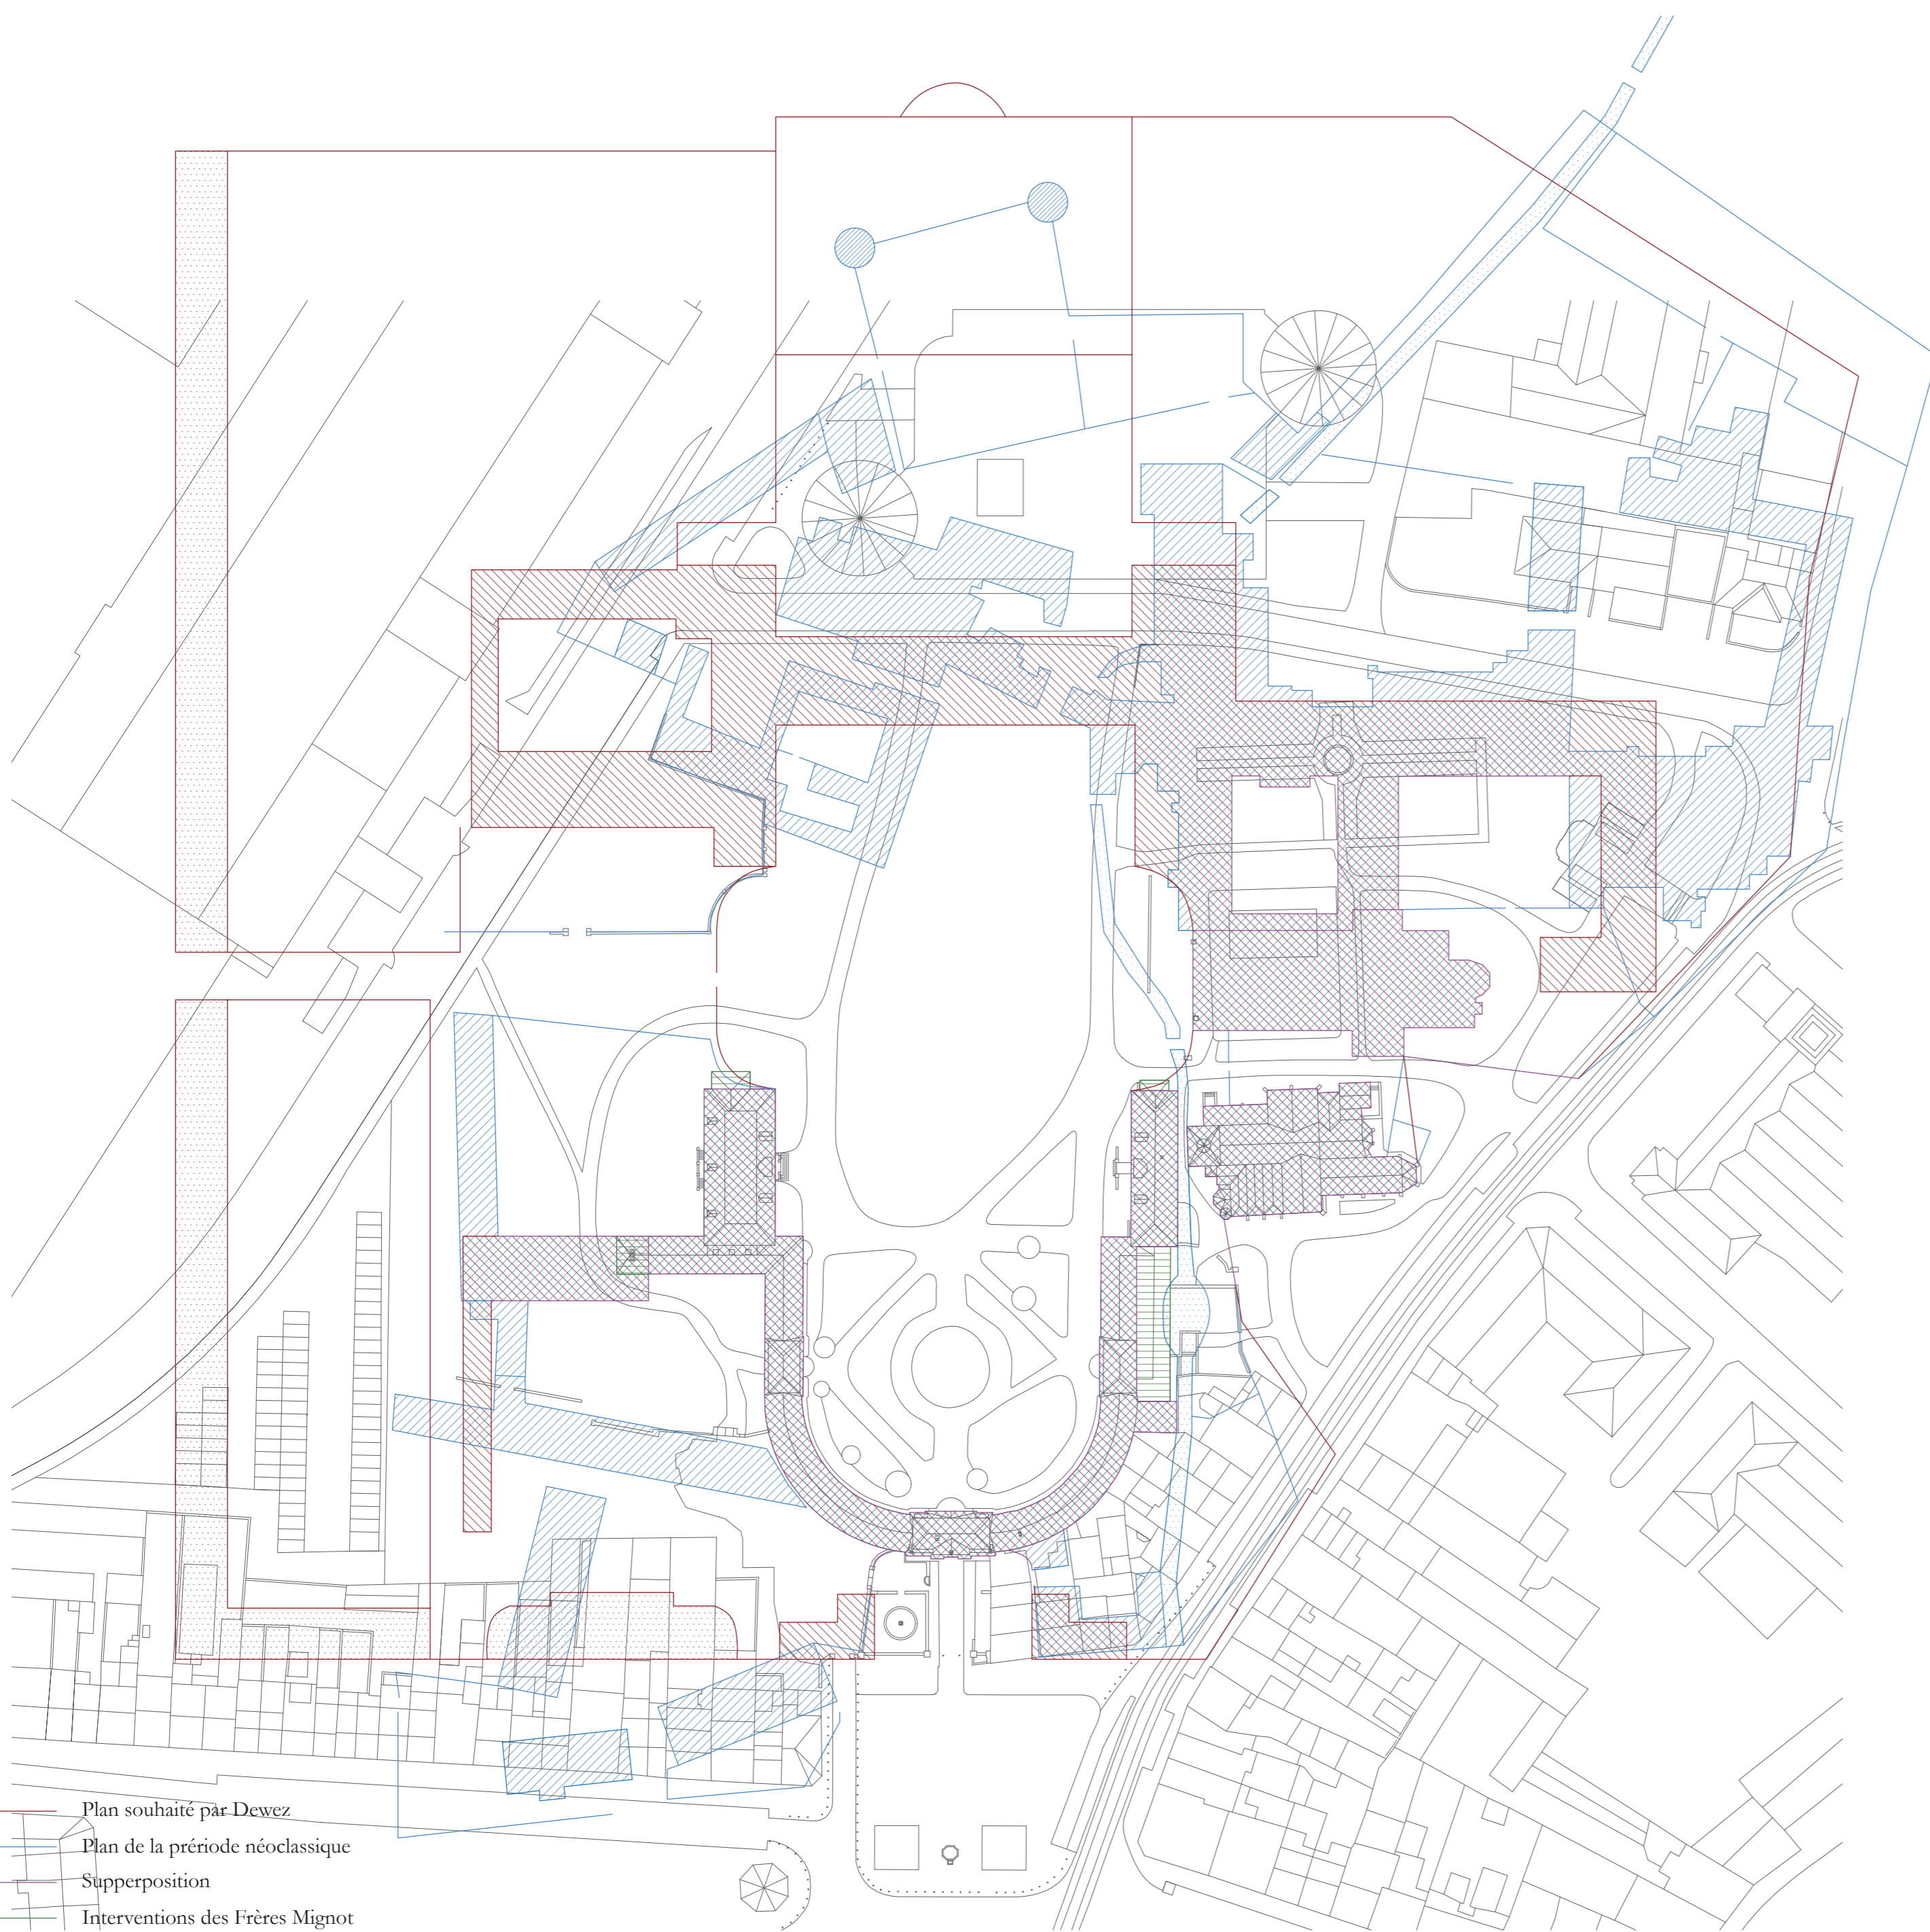 Plan souhaité par Dewez
Plan de la prériode néoclassique
Supperposition
Interventions des Frères Mignot